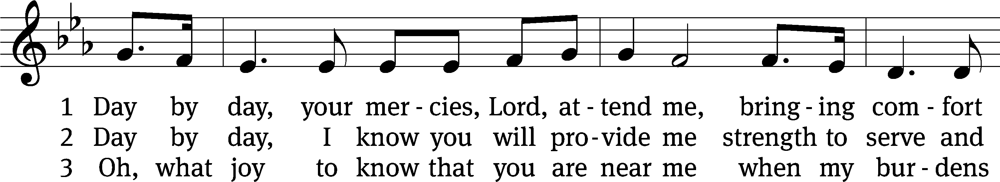 1 Day by day, your mer - cies, Lord, at - tend me, bring - ing com - fort
2 Day by day, I know you will pro - vide me strength to serve and
3 Oh, what joy to know that you are near me when my bur - dens